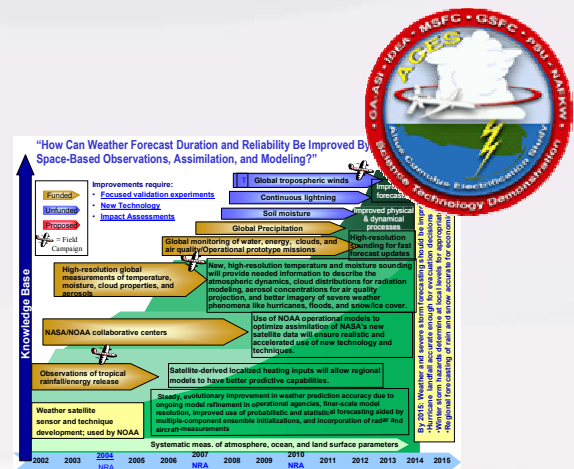 GA.ASI • IDEA • MSFC • GSFC • PSU • NAFKW •
ACES
Altus Cumulus Electrification Study
Science Technology Demonstration
“How Can Weather Forecast Duration and Reliability Be Improved By
Space-Based Observations, Assimilation, and Modeling?”
Funded
Unfunded
Proposed
= Field
Campaign
Improvements require:
• Focused validation experiments
• New Technology
• Impact Assessments
T
Global tropospheric winds
Continuous lightning
Soil moisture
Global Precipitation
Global monitoring of water, energy, clouds, and
air quality/Operational prototype missions
forecasts
Improved physical
& dynamical
processes
High-resolution
sounding for fast
forecast updates
High-resolution global
measurements of temperature,
moisture, cloud properties, and
aerosols
New, high-resolution temperature and moisture sounding
will provide needed information to describe the
atmospheric dynamics, cloud distributions for radiation
modeling, aerosol concentrations for air quality
projection, and better imagery of severe weather
phenomena like hurricanes, floods, and snow/ice cover.
NASA/NOAA collaborative centers
Use of NOAA operational models to
optimize assimilation of NASA's new
satellite data will ensure realistic and
accelerated use of new technology and
techniques.
Observations of tropical
rainfall/energy release
Satellite-derived localized heating inputs will allow regional
models to have better predictive capabilities.
Weather satellite
sensor and technique
development; used by NOAA
Steady, evolutionary improvement in weather prediction accuracy due to
ongoing model refinement in operational agencies, finer-scale model
resolution, improved use of probabilistic and statistical forecasting aided by
multiple-component ensemble initializations, and incorporation of radar and
aircraft-measurements
Systematic meas. of atmosphere, ocean, and land surface parameters
Knowledge Base
By 2015: Weather and severe storm forecasting should be
•Hurricane landfall accurate enough for evacuation decisions
•Winter storm hazards determine at local levels for appropriat
•Regional forecasting of rain and snow accurate for economi
2002 2003 2004 2005 2006 2007 2008 2009 2010 2011 2012 2013 2014 2015
NRA NRA NRA